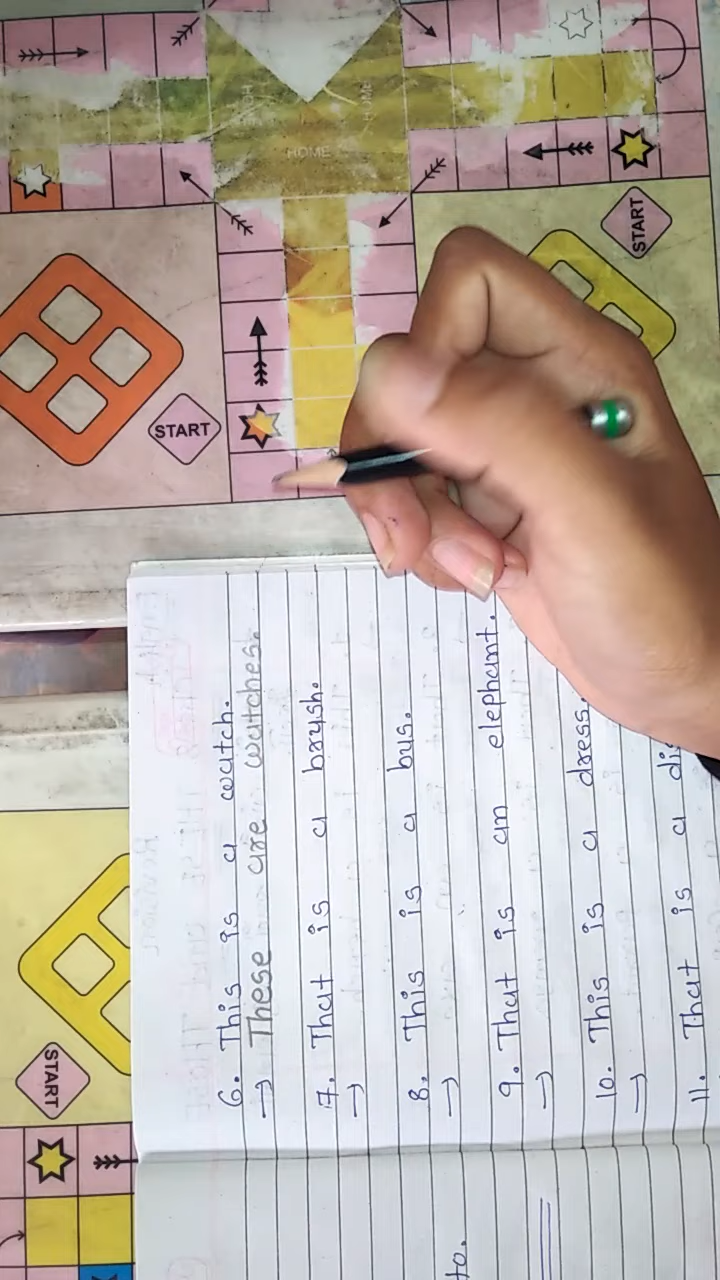 6. This is a watch.
→ These are watches.
7. That is a brush.
→
8. This is a bus.
→
9. That is an elephant.
→
10. This is a dress.
→
11. That is a
to.
START
START
START
HOME
HOME